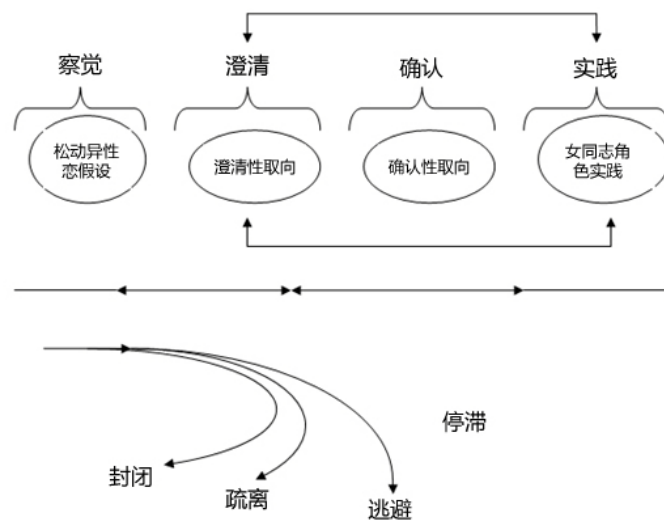 察觉
澄清
确认
实践
松动异性
恋假设
澄清性取向
确认性取向
女同志角
色实践
停滞
封闭
疏离
逃避